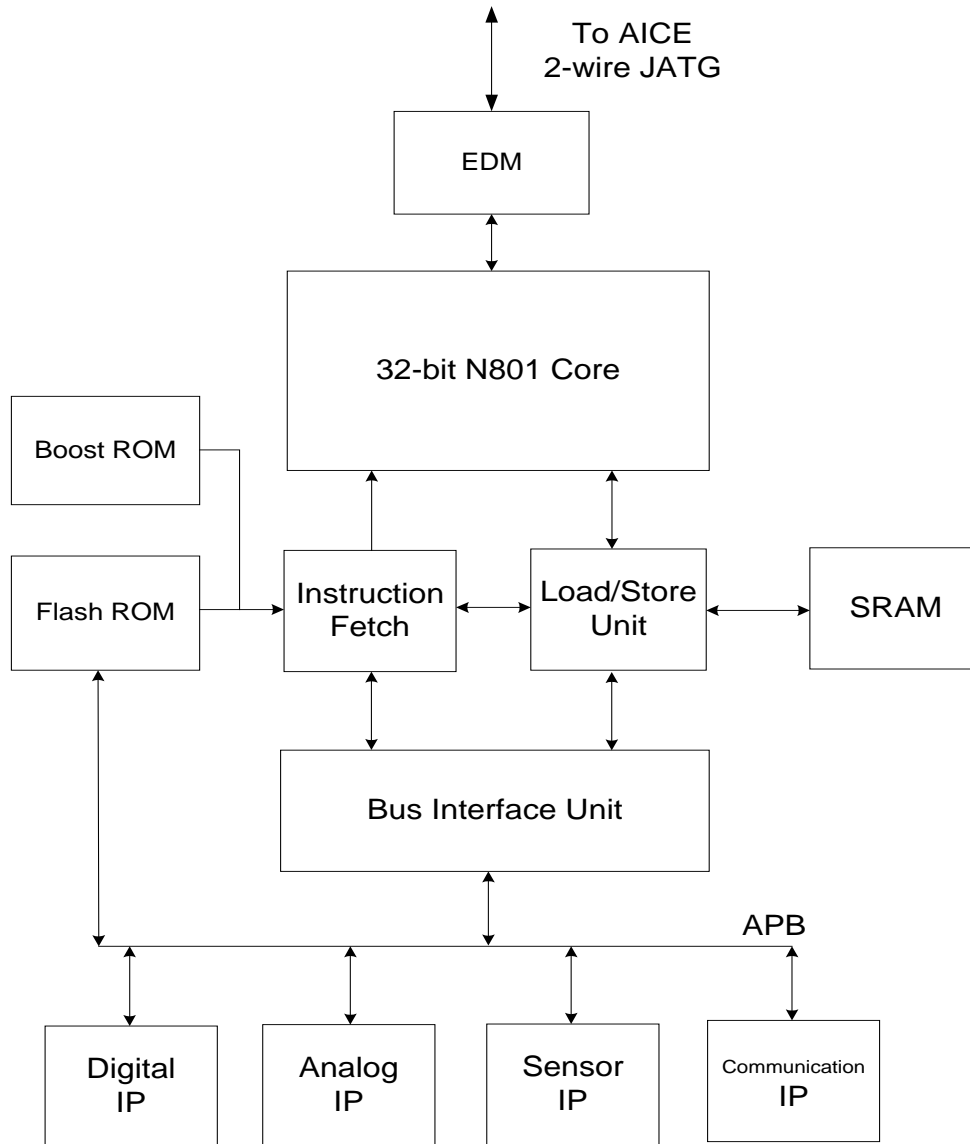 To AICE
2-wire JATG
EDM
32-bit N801 Core
Boost ROM
Flash ROM
Instruction
Fetch
Load/Store
Unit
SRAM
Bus Interface Unit
APB
Digital
IP
Analog
IP
Sensor
IP
Communication
IP